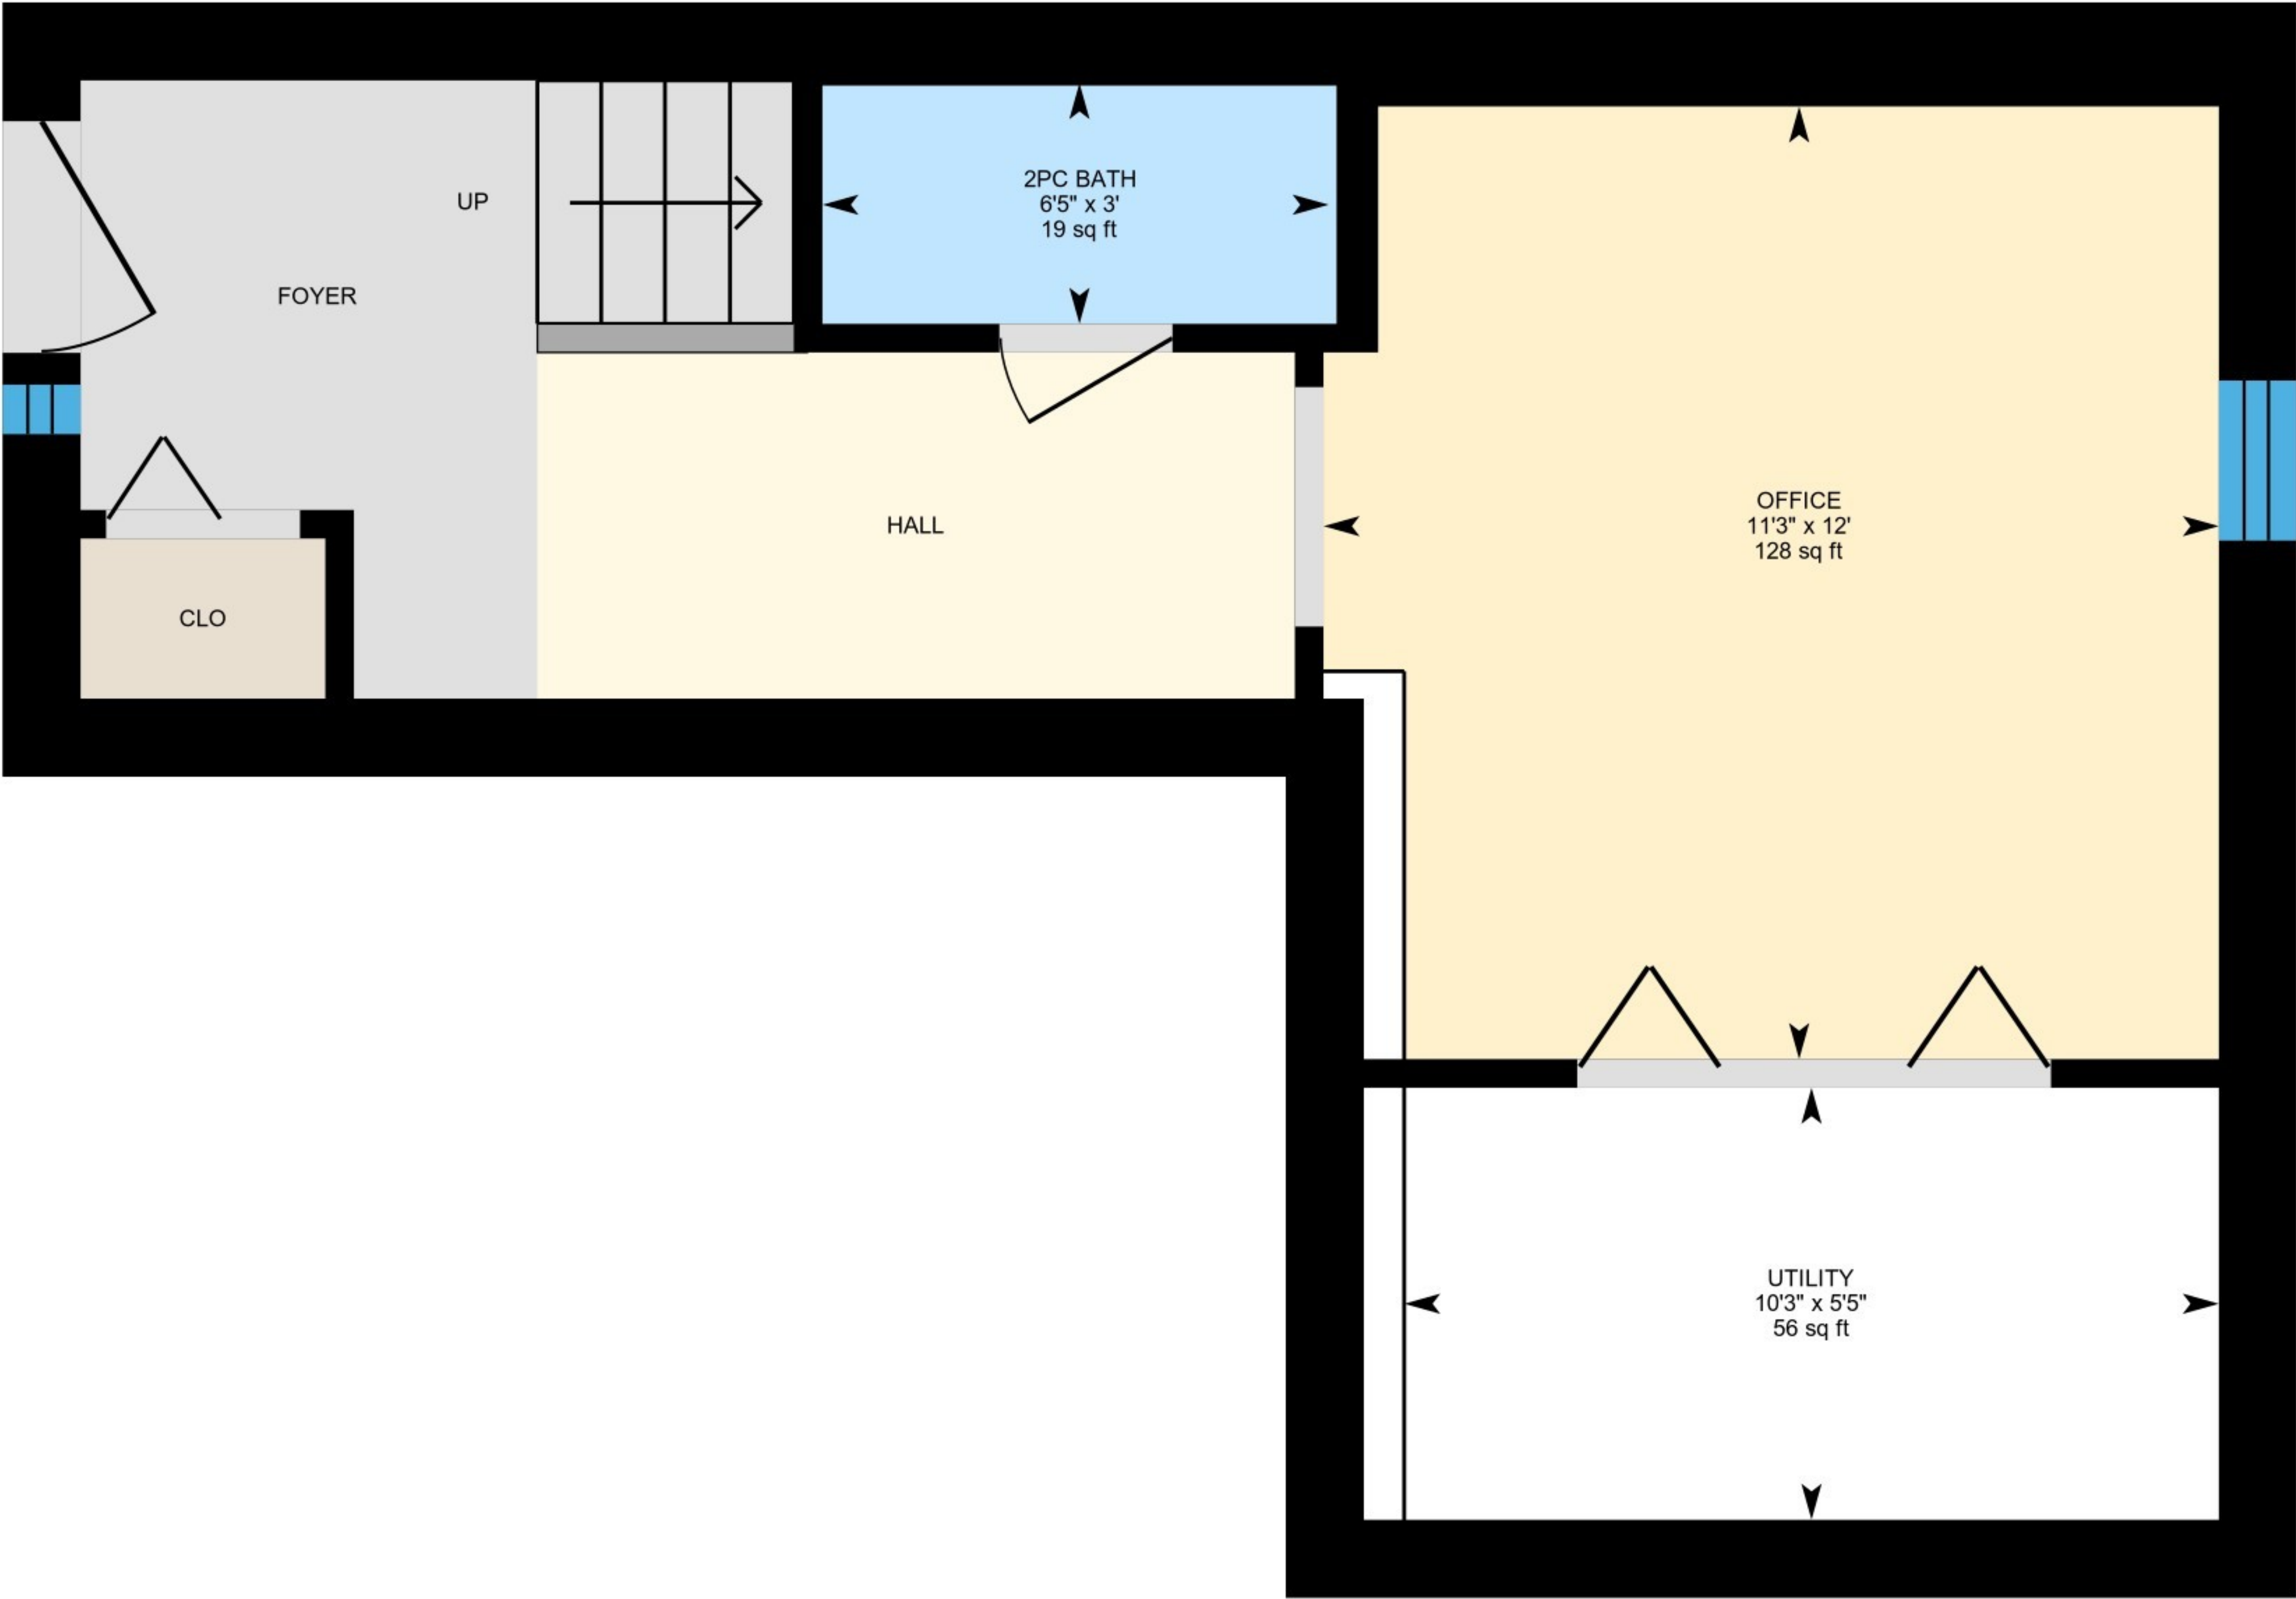 UP
FOYER
CLO
2PC BATH
6'5" x 3'
19 sq ft
HALL
OFFICE
11'3" x 12'
128 sq ft
UTILITY
10'3" x 5'5"
56 sq ft